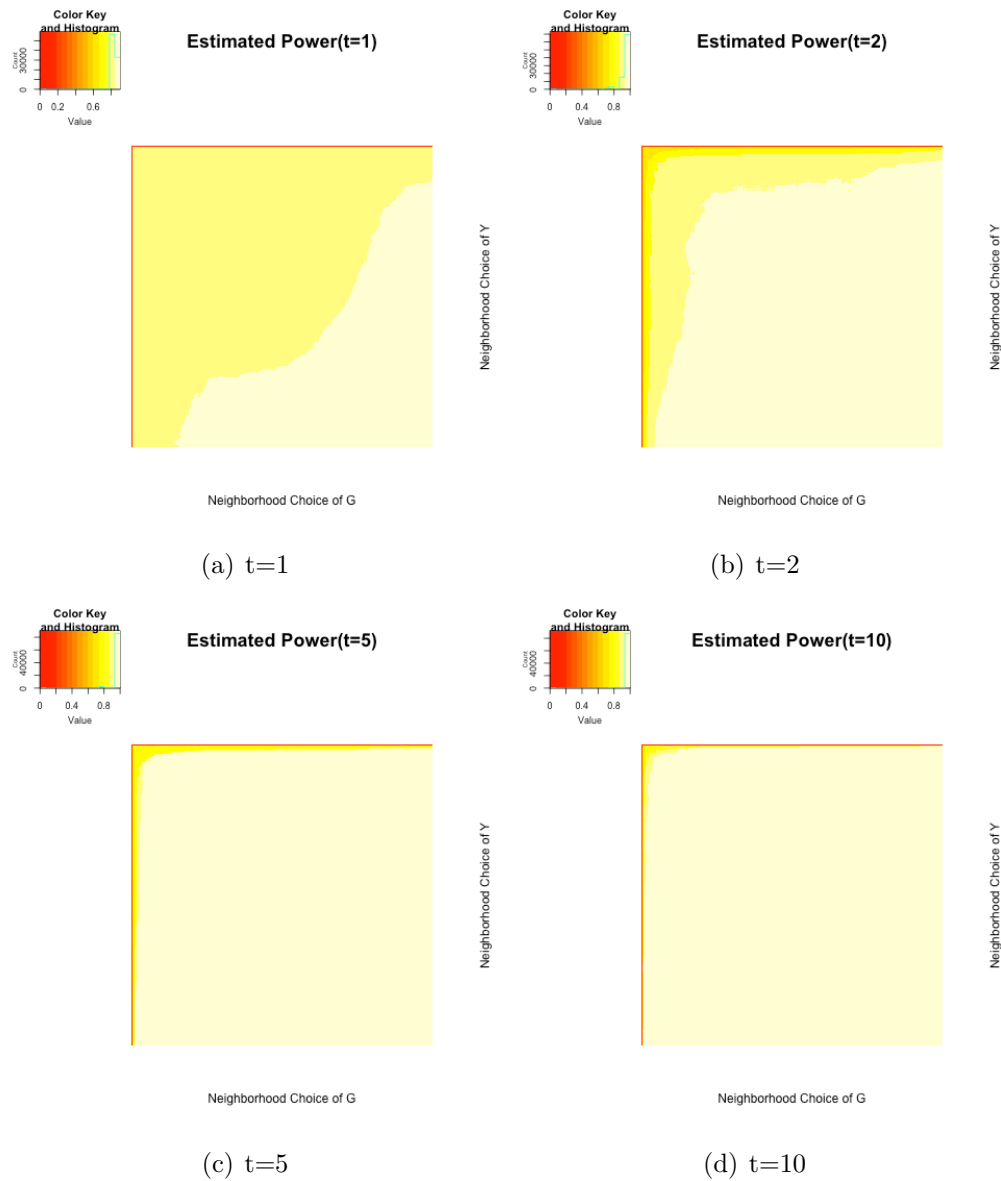 Color Key
and Histogram
Estimated Power(t=1)
Count
0 30000
0 0.2 0.6
Value
Neighborhood Choice of Y
Neighborhood Choice of G
(a) t=1
Color Key
and Histogram
Estimated Power(t=2)
Count
0 30000
0 0.4 0.8
Value
Neighborhood Choice of Y
Neighborhood Choice of G
(b) t=2
Color Key
and Histogram
Estimated Power(t=5)
Count
0 40000
0 0.4 0.8
Value
Neighborhood Choice of Y
Neighborhood Choice of G
(c) t=5
Color Key
and Histogram
Estimated Power(t=10)
Count
0 40000
0 0.4 0.8
Value
Neighborhood Choice of Y
Neighborhood Choice of G
(d) t=10